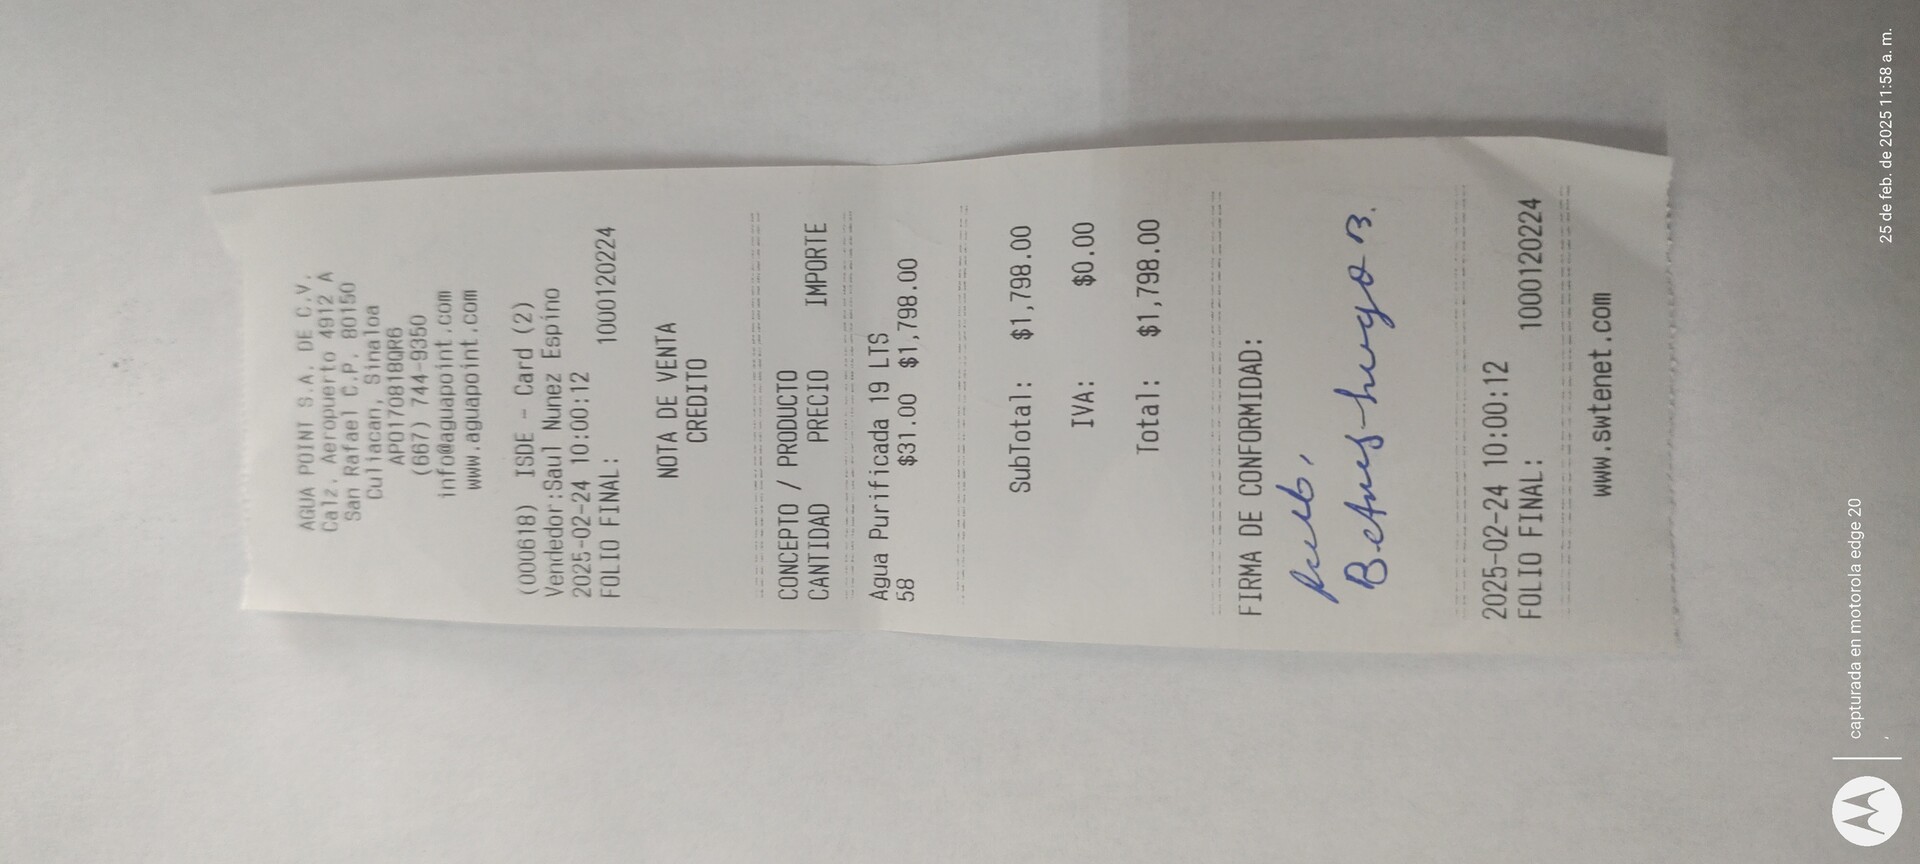 AGUA POINT S.A. DE C.V.
Calz. Aeropuerto 4912 A
San Rafael C.P. 80150
Culiacan, Sinaloa
APO170818QR6
(667) 744-9350
info@aguapoint.com
www.aguapoint.com
(000618) ISDE - Card (2)
Vendedor:Saul Nunez Espino
2025-02-24 10:00:12
FOLIO FINAL: 1000120224
NOTA DE VENTA
CREDITO
CONCEPTO / PRODUCTO
CANTIDAD PRECIO IMPORTE
Agua Purificada 19 LTS
58 $31.00 $1,798.00
SubTotal: $1,798.00
IVA: $0.00
Total: $1,798.00
FIRMA DE CONFORMIDAD:
B.
2025-02-24 10:00:12
FOLIO FINAL: 1000120224
www.swtenet.com
capturada en motorola edge 20
25 de feb. de 2025 11:58 a. m.